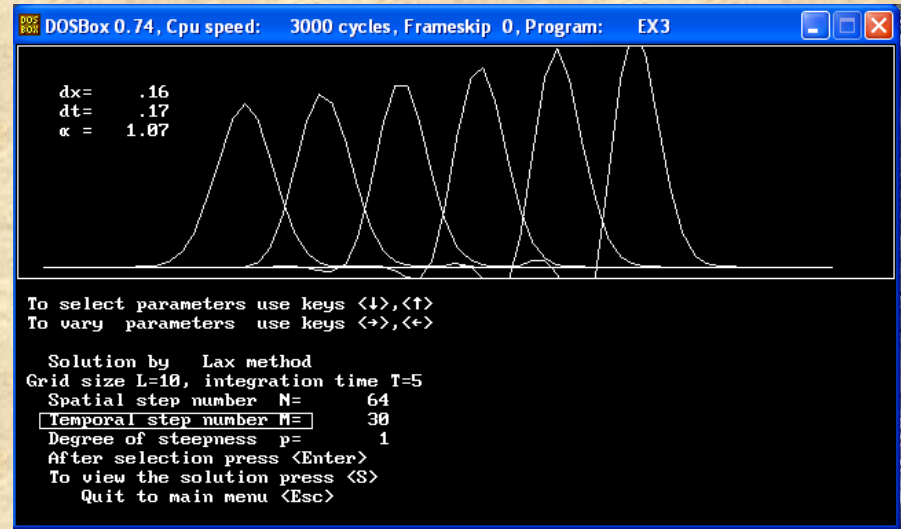 DOSBox 0.74, Cpu speed: 3000 cycles, Frameskip 0, Program: EX3
dx= .16
dt= .17
α = 1.07
To select parameters use keys <↓>,<↑>
To vary parameters use keys <→>,<←>
Solution by Lax method
Grid size L=10, integration time T=5
Spatial step number N= 64
Temporal step number M= 30
Degree of steepness p= 1
After selection press <Enter>
To view the solution press <S>
Quit to main menu <Esc>